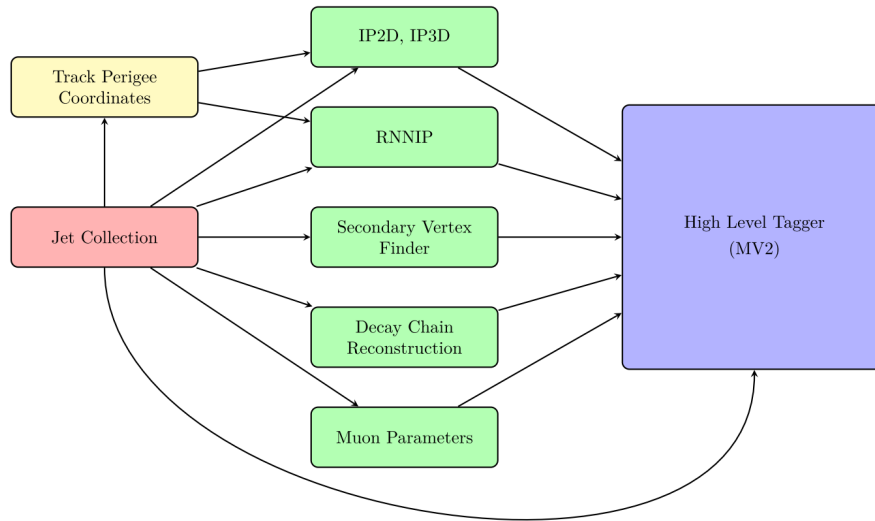 IP2D, IP3D
Track Perigee
Coordinates
RNNIP
Jet Collection
Secondary Vertex
Finder
High Level Tagger
(MV2)
Decay Chain
Reconstruction
Muon Parameters